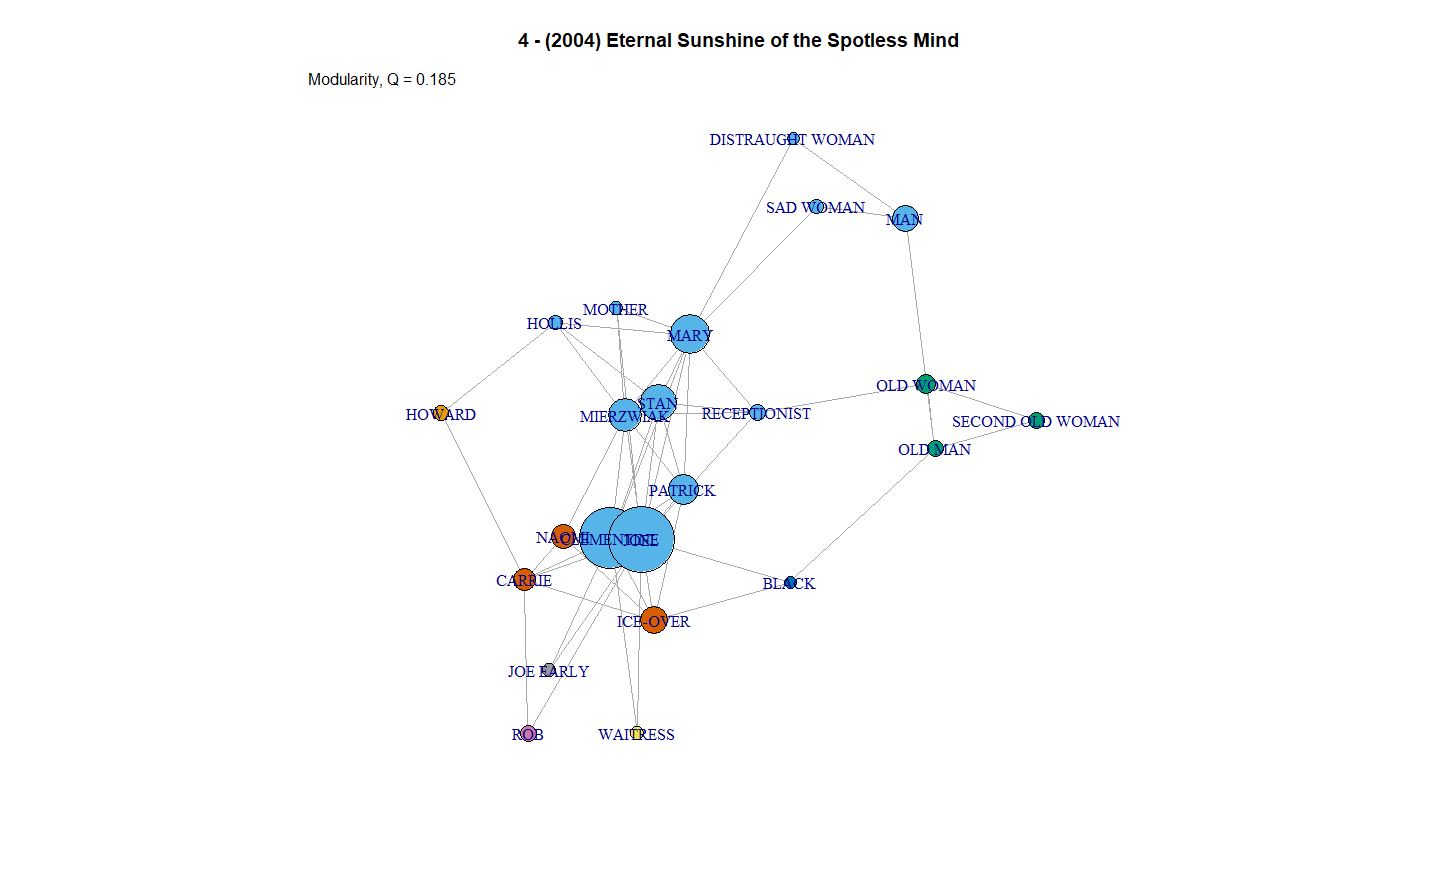 4 - (2004) Eternal Sunshine of the Spotless Mind
Modularity, Q = 0.185
DISTRAUGHT WOMAN
SAD WOMAN
MAN
MOTHER
HOLLIS
MARY
OLD WOMAN
STAN
HOWARD
MIERZWIAK
RECEPTIONIST
SECOND OLD WOMAN
OLD MAN
PATRICK
NAOMI
CLEMENTINE
JOEL
CARRIE
BLACK
ICE-OVER
JOE EARLY
ROB
WAITRESS